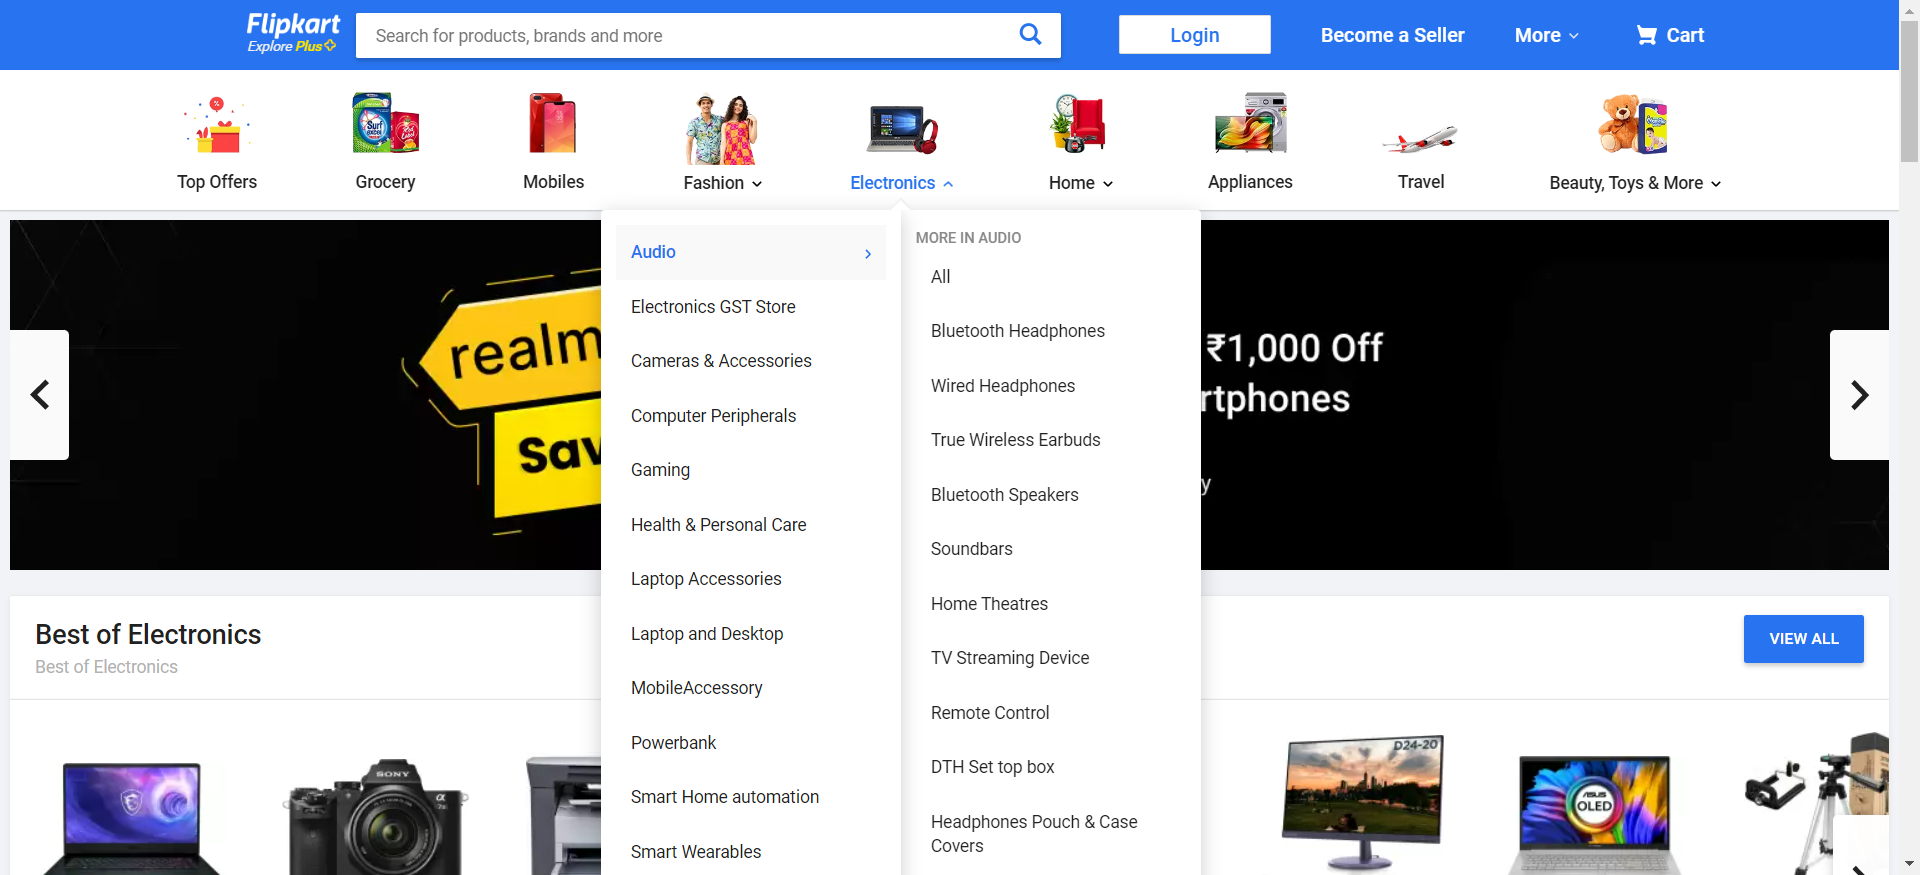 Flipkart
Explore Plus
Search for products, brands and more
Login
Become a Seller
More
Cart
Top Offers
Grocery
Mobiles
Fashion
Electronics
Home
Appliances
Travel
Beauty, Toys & More
Audio
Electronics GST Store
Cameras & Accessories
Computer Peripherals
Gaming
Health & Personal Care
Laptop Accessories
Laptop and Desktop
MobileAccessory
Powerbank
Smart Home automation
Smart Wearables
MORE IN AUDIO
All
Bluetooth Headphones
Wired Headphones
True Wireless Earbuds
Bluetooth Speakers
Soundbars
Home Theatres
TV Streaming Device
Remote Control
DTH Set top box
Headphones Pouch & Case
Covers
realm
Sav
₹1,000 Off
rtphones
y
Best of Electronics
Best of Electronics
VIEW ALL
Surf
excel
SONY
α
D24-20
ASUS
OLED